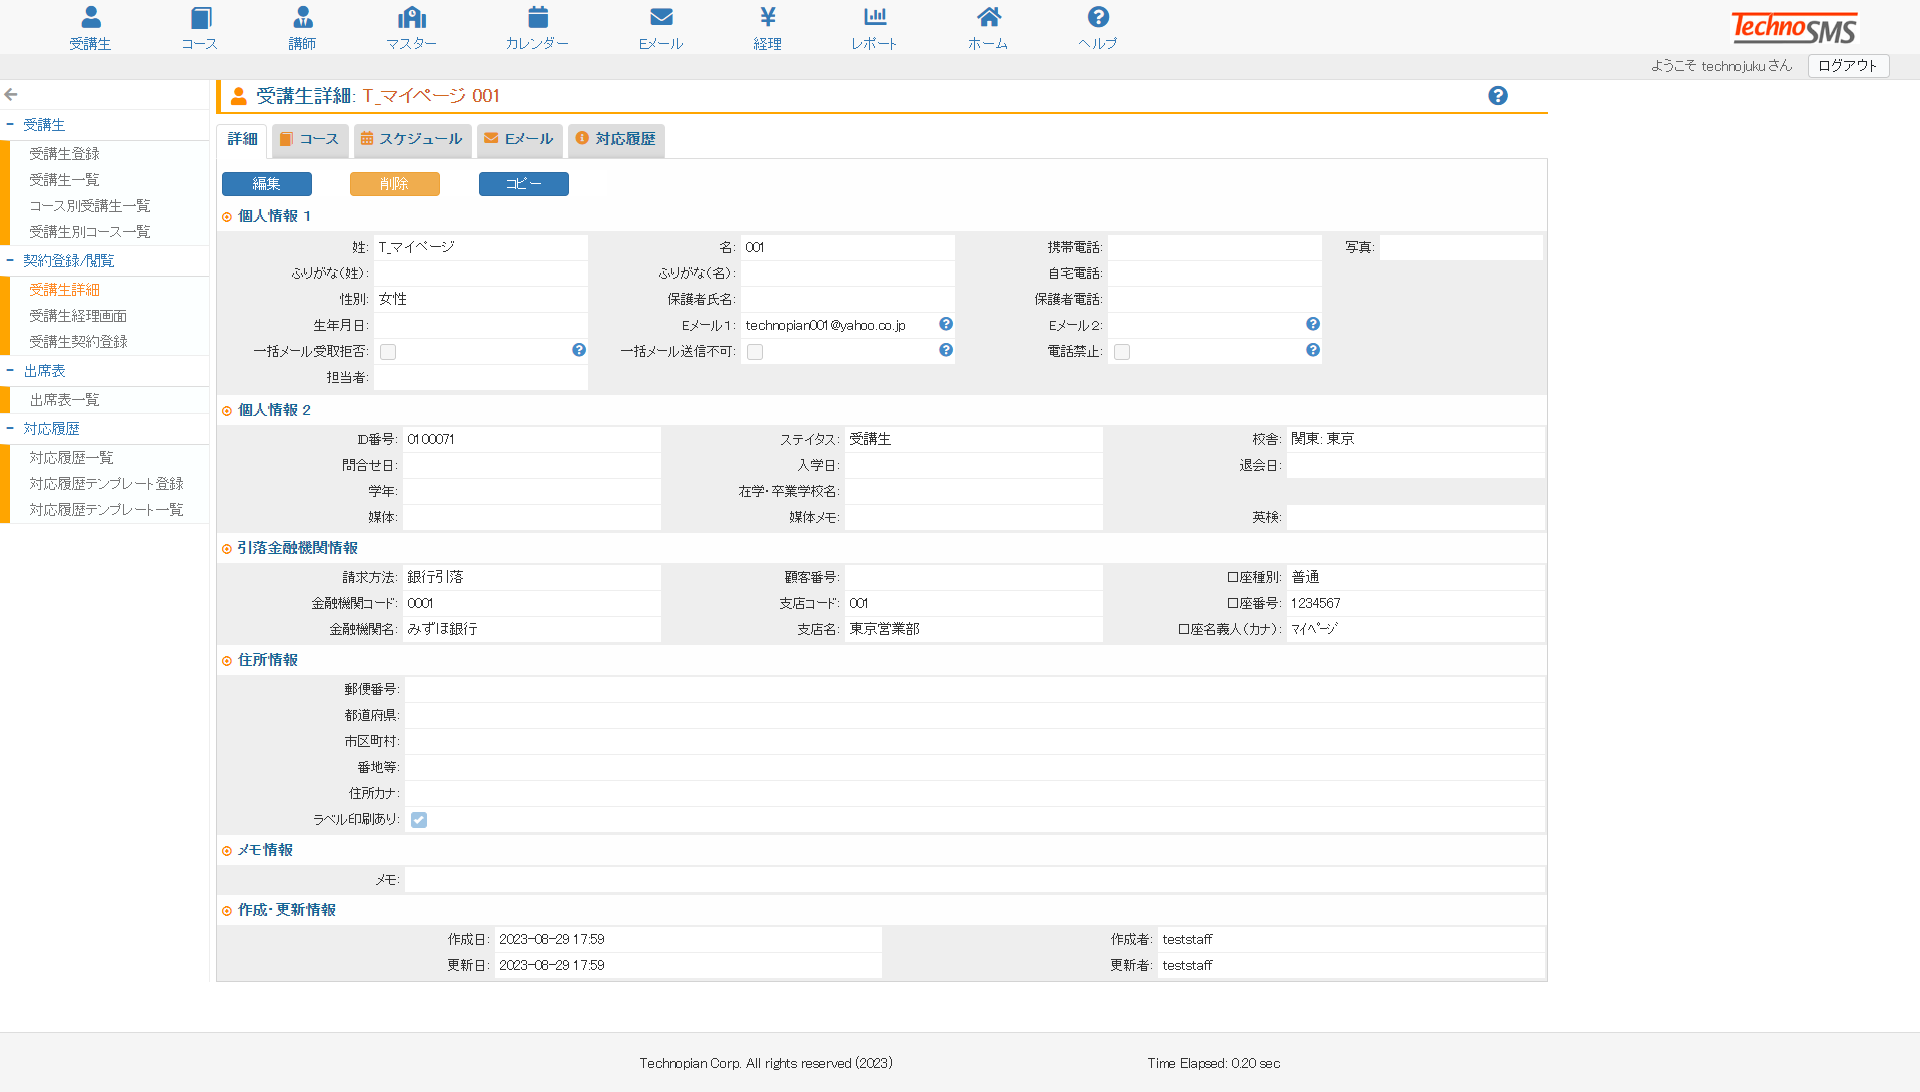 受講生
コース
講師
マスター
カレンダー
Eメール
経理
レポート
ホーム
ヘルプ
TechnoSMS
ようこそ technojuku さん
ログアウト
受講生
受講生登録
受講生一覧
コース別受講生一覧
受講生別コース一覧
契約登録/閲覧
受講生詳細
受講生経理画面
受講生契約登録
出席表
出席表一覧
対応履歴
対応履歴一覧
対応履歴テンプレート登録
対応履歴テンプレート一覧
受講生詳細: T_マイページ 001
詳細 コース スケジュール Eメール 対応履歴
編集 削除 コピー
個人情報 1
姓: T_マイページ 名: 001 携帯電話: 写真:
ふりがな(姓): ふりがな(名): 自宅電話:
性別: 女性 保護者氏名: 保護者電話:
生年月日: Eメール1: technopian001@yahoo.co.jp Eメール2:
一括メール受取拒否: 一括メール送信不可: 電話禁止:
担当者:
個人情報 2
ID番号: 0100071 ステイタス: 受講生 校舎: 関東: 東京
問合せ日: 入学日: 退会日:
学年: 在学・卒業学校名:
媒体: 媒体メモ: 英検:
引落金融機関情報
請求方法: 銀行引落 顧客番号: 口座種別: 普通
金融機関コード: 0001 支店コード: 001 口座番号: 1234567
金融機関名: みずほ銀行 支店名: 東京営業部 口座名義人(カナ): ﾏｲﾍﾟｰｼﾞ
住所情報
郵便番号:
都道府県:
市区町村:
番地等:
住所カナ:
ラベル印刷あり:
メモ情報
メモ:
作成・更新情報
作成日: 2023-08-29 17:59 作成者: teststaff
更新日: 2023-08-29 17:59 更新者: teststaff
Technopian Corp. All rights reserved (2023) Time Elapsed: 0.20 sec